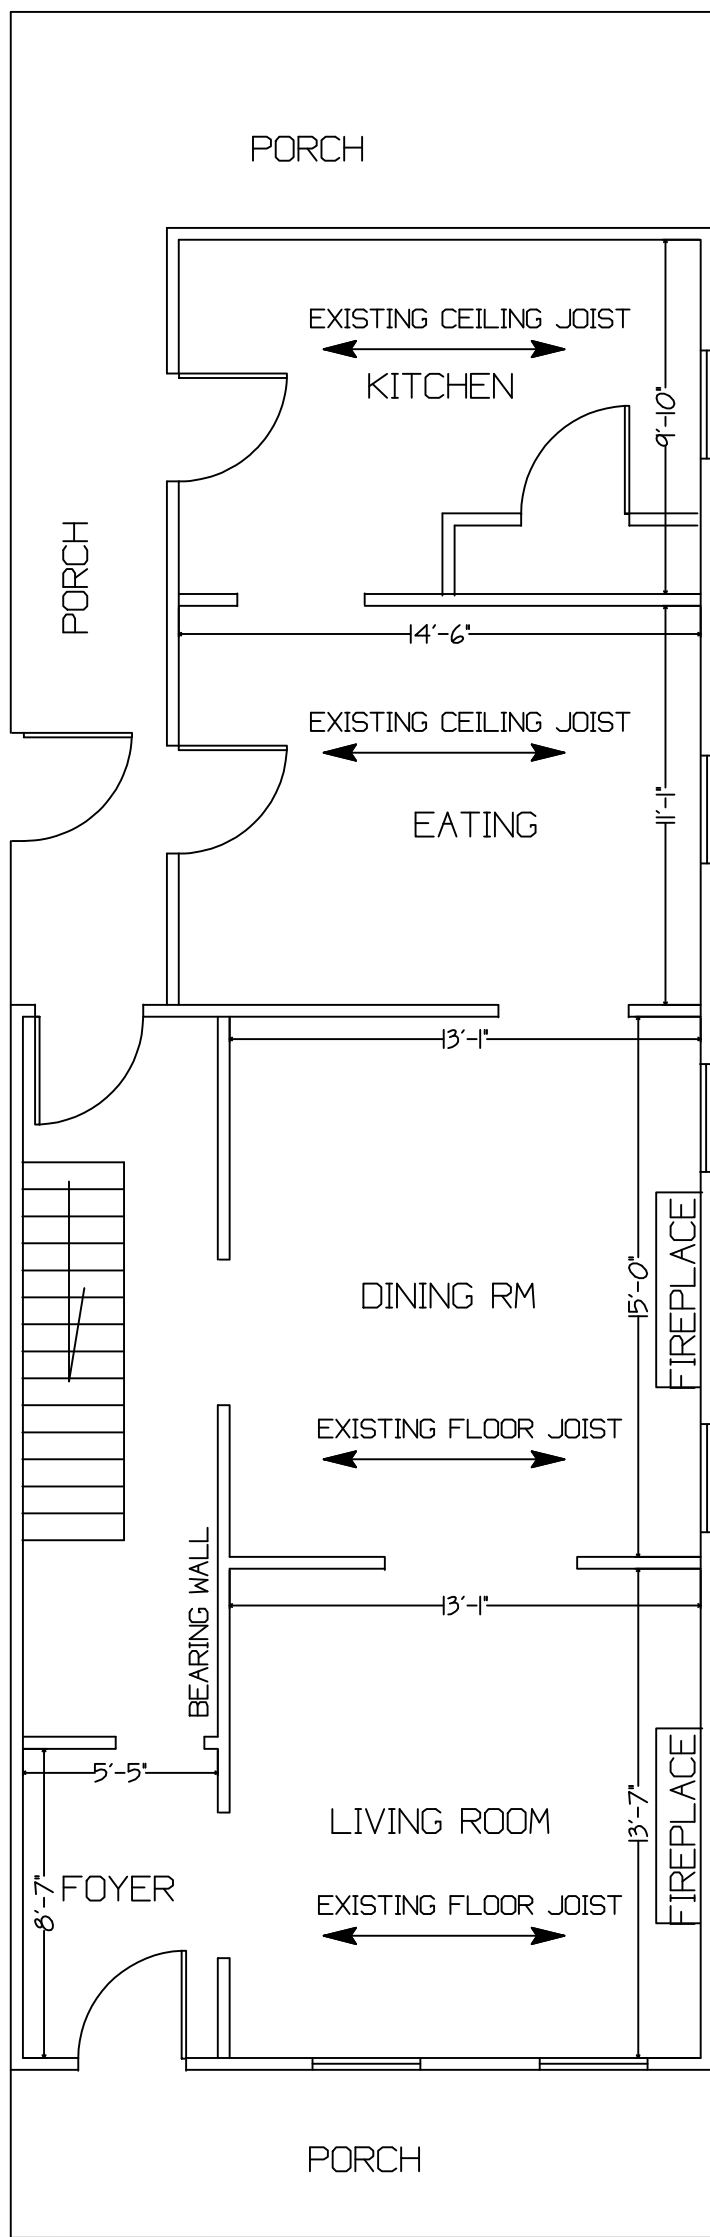 PORCH
EXISTING CEILING JOIST
KITCHEN
9'-10"
PORCH
14'-6"
EXISTING CEILING JOIST
EATING
11'-1"
13'-1"
FIREPLACE
DINING RM
15'-0"
EXISTING FLOOR JOIST
BEARING WALL
13'-1"
5'-5"
FIREPLACE
LIVING ROOM
13'-7"
FOYER
8'-7"
EXISTING FLOOR JOIST
PORCH